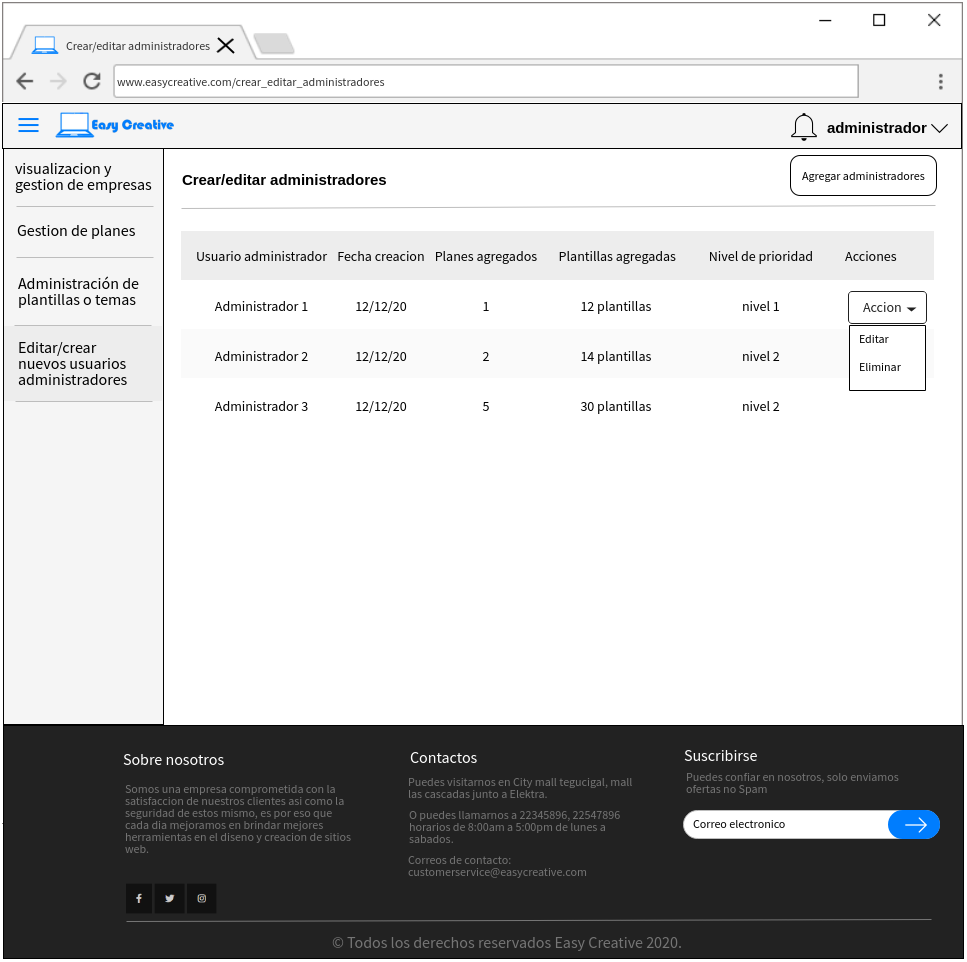 Crear/editar administradores
www.easycreative.com/crear_editar_administradores
Easy Creative
administrador
visualizacion y
gestion de empresas
Gestion de planes
Administración de
plantillas o temas
Editar/crear
nuevos usuarios
administradores
Crear/editar administradores
Agregar administradores
Usuario administrador Fecha creacion Planes agregados Plantillas agregadas Nivel de prioridad Acciones
Administrador 1 12/12/20 1 12 plantillas nivel 1 Accion
Editar
Administrador 2 12/12/20 2 14 plantillas nivel 2
Eliminar
Administrador 3 12/12/20 5 30 plantillas nivel 2
Sobre nosotros
Somos una empresa comprometida con la
satisfaccion de nuestros clientes asi como la
seguridad de estos mismo, es por eso que
cada dia mejoramos en brindar mejores
herramientas en el diseno y creacion de sitios
web.
Contactos
Puedes visitarnos en City mall tegucigal, mall
las cascadas junto a Elektra.
O puedes llamarnos a 22345896, 22547896
horarios de 8:00am a 5:00pm de lunes a
sabados.
Correos de contacto:
customerservice@easycreative.com
Suscribirse
Puedes confiar en nosotros, solo enviamos
ofertas no Spam
Correo electronico
© Todos los derechos reservados Easy Creative 2020.